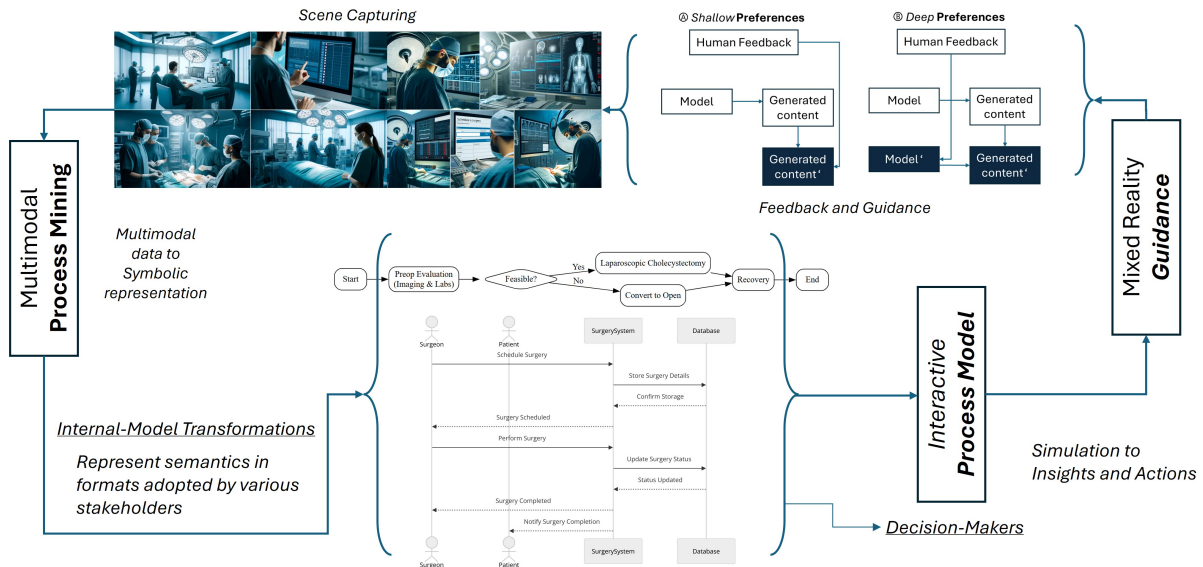 Scene Capturing
Ⓐ Shallow Preferences
Human Feedback
Model
Generated
content
Generated
content‘
Ⓑ Deep Preferences
Human Feedback
Model
Generated
content
Model‘
Generated
content‘
Feedback and Guidance
Multimodal
Process Mining
Multimodal
data to
Symbolic
representation
Mixed Reality
Guidance
Start
Preop Evaluation
(Imaging & Labs)
Feasible?
Yes
No
Laparoscopic Cholecystectomy
Convert to Open
Recovery
End
Surgeon
Patient
SurgerySystem
Database
Schedule Surgery
Store Surgery Details
Confirm Storage
Surgery Scheduled
Perform Surgery
Update Surgery Status
Status Updated
Surgery Completed
Notify Surgery Completion
Surgeon
Patient
SurgerySystem
Database
Internal-Model Transformations
Represent semantics in
formats adopted by various
stakeholders
Interactive
Process Model
Simulation to
Insights and Actions
Decision-Makers